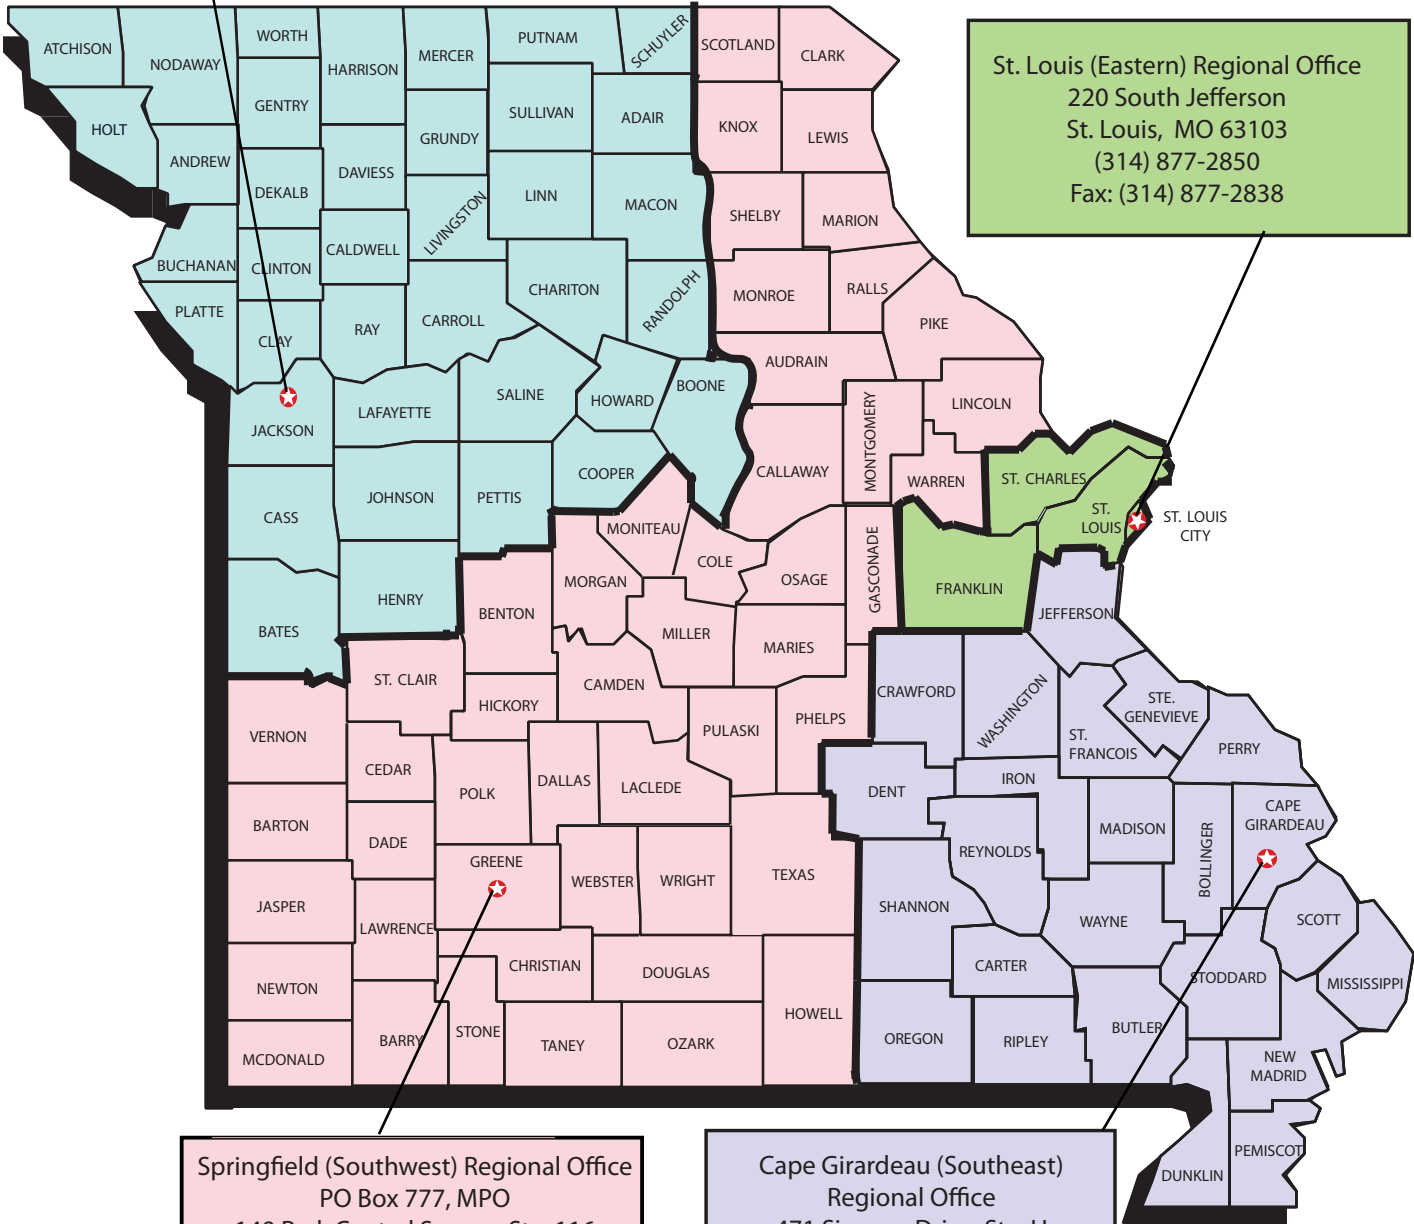 ATCHISON
NODAWAY
WORTH
HARRISON
MERCER
PUTNAM
SCHUYLER
SCOTLAND
CLARK
HOLT
GENTRY
GRUNDY
SULLIVAN
ADAIR
KNOX
LEWIS
ANDREW
DEKALB
DAVIESS
LIVINGSTON
LINN
MACON
SHELBY
MARION
BUCHANAN
CLINTON
CALDWELL
CHARITON
RANDOLPH
MONROE
RALLS
PIKE
PLATTE
CLAY
RAY
CARROLL
AUDRAIN
JACKSON
LAFAYETTE
SALINE
HOWARD
BOONE
CALLAWAY
MONTGOMERY
LINCOLN
WARREN
ST. CHARLES
ST.
LOUIS
ST. LOUIS
CITY
CASS
JOHNSON
PETTIS
COOPER
MONITEAU
COLE
OSAGE
GASCONADE
FRANKLIN
JEFFERSON
BATES
HENRY
BENTON
MORGAN
MILLER
MARIES
ST. CLAIR
HICKORY
CAMDEN
PULASKI
PHELPS
CRAWFORD
WASHINGTON
ST.
FRANCOIS
STE.
GENEVIEVE
PERRY
VERNON
CEDAR
POLK
DALLAS
LACLEDE
DENT
IRON
MADISON
BOLLINGER
CAPE
GIRARDEAU
BARTON
DADE
GREENE
WEBSTER
WRIGHT
TEXAS
SHANNON
REYNOLDS
WAYNE
SCOTT
JASPER
LAWRENCE
CHRISTIAN
DOUGLAS
HOWELL
CARTER
STODDARD
MISSISSIPPI
NEWTON
BARRY
STONE
TANEY
OZARK
OREGON
RIPLEY
BUTLER
NEW
MADRID
MCDONALD
DUNKLIN
PEMISCOT
St. Louis (Eastern) Regional Office
220 South Jefferson
St. Louis, MO 63103
(314) 877-2850
Fax: (314) 877-2838
Springfield (Southwest) Regional Office
PO Box 777, MPO
Cape Girardeau (Southeast)
Regional Office